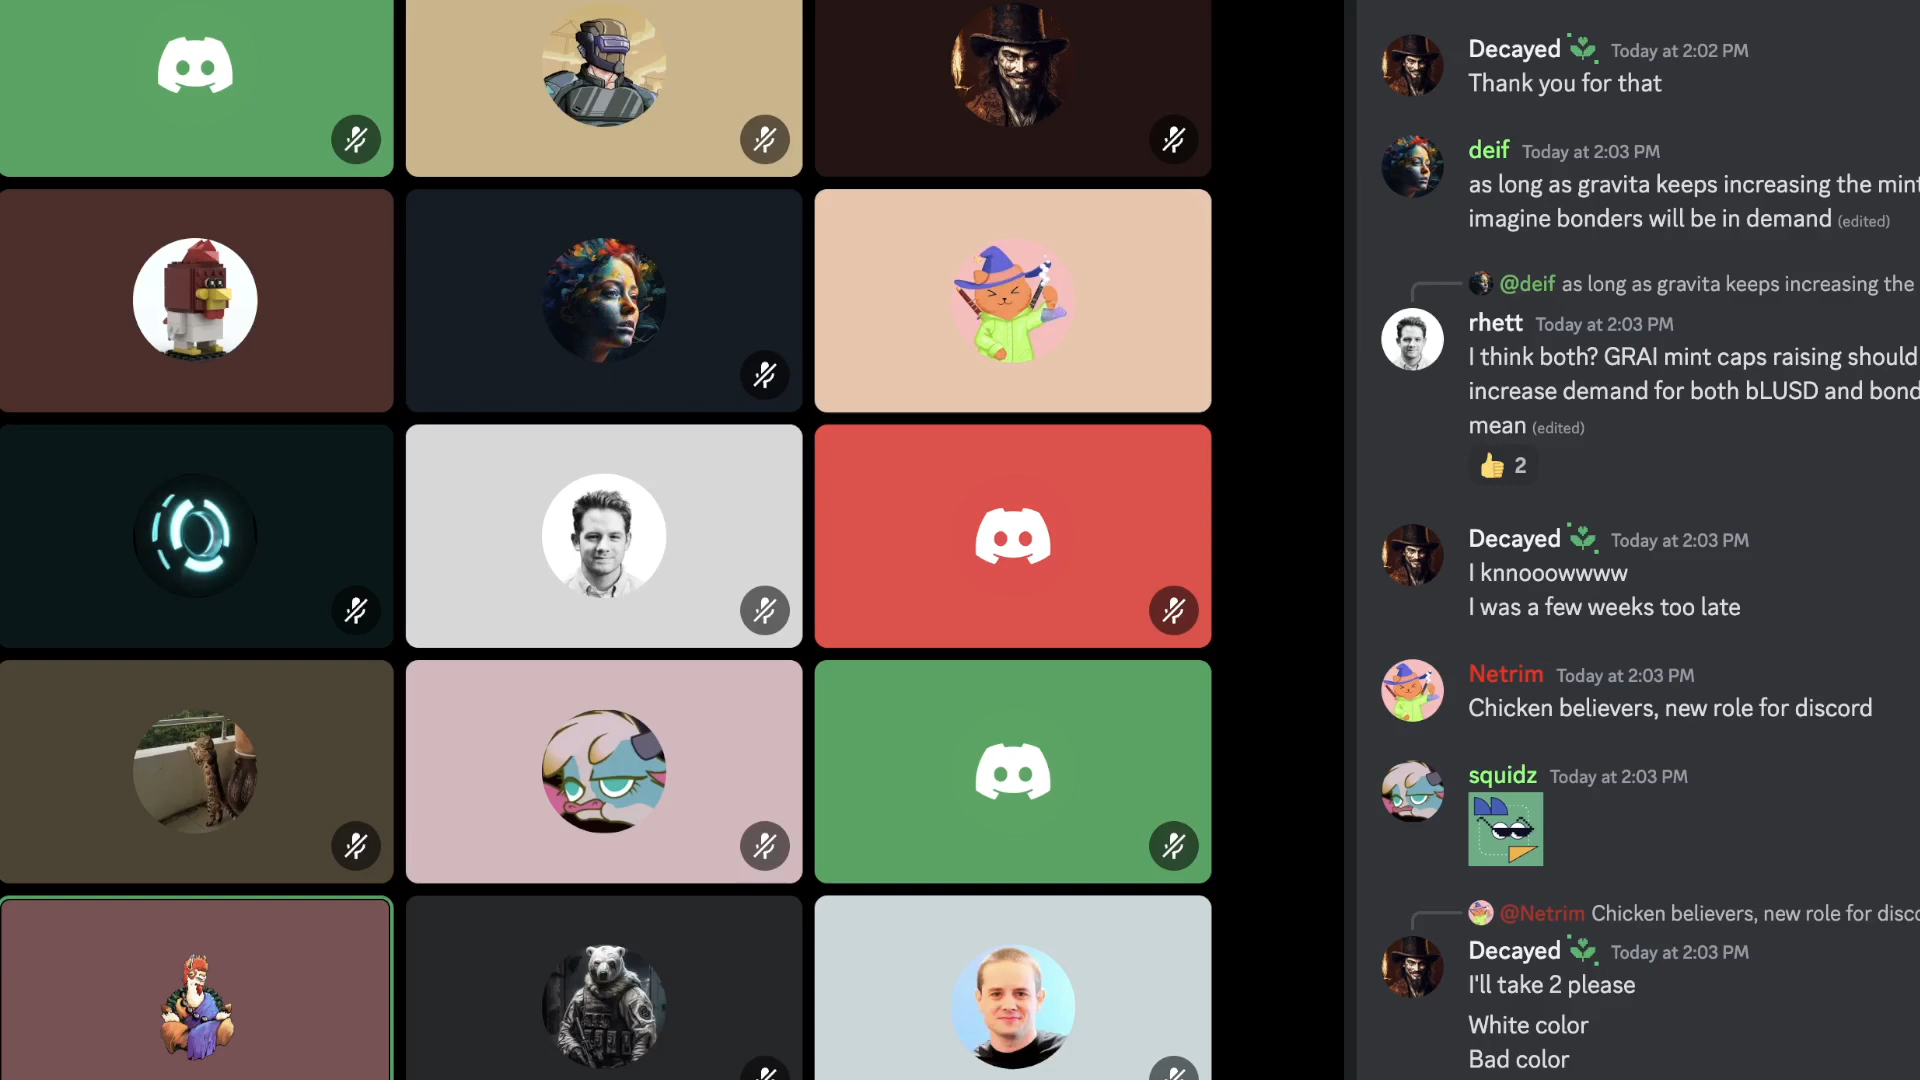 Decayed Today at 2:02 PM
Thank you for that
deif Today at 2:03 PM
as long as gravita keeps increasing the mint
imagine bonders will be in demand (edited)
@deif as long as gravita keeps increasing the
rhett Today at 2:03 PM
I think both? GRAI mint caps raising should
increase demand for both bLUSD and bond
mean (edited)
2
Decayed Today at 2:03 PM
I knnooowwww
I was a few weeks too late
Netrim Today at 2:03 PM
Chicken believers, new role for discord
squidz Today at 2:03 PM
@Netrim Chicken believers, new role for disco
Decayed Today at 2:03 PM
I'll take 2 please
White color
Bad color